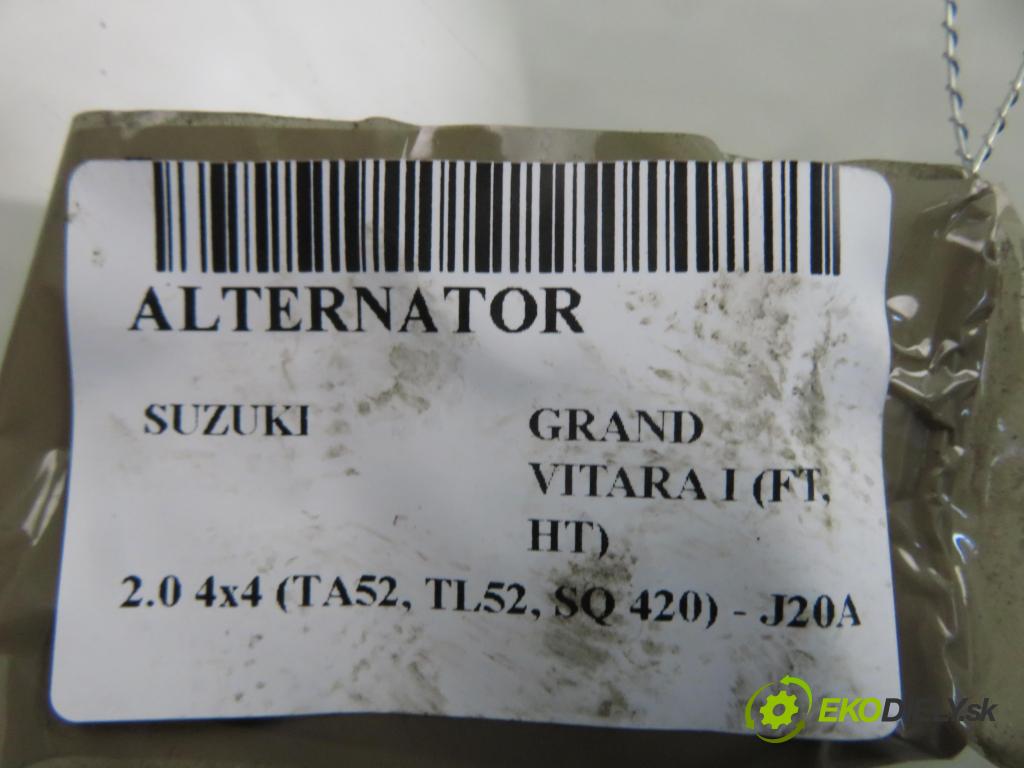 ALTERNATOR
SUZUKI
GRAND
VITARA I (FT,
HT)
2.0 4x4 (TA52, TL52, SQ 420) - J20A
EKODIELY.sk